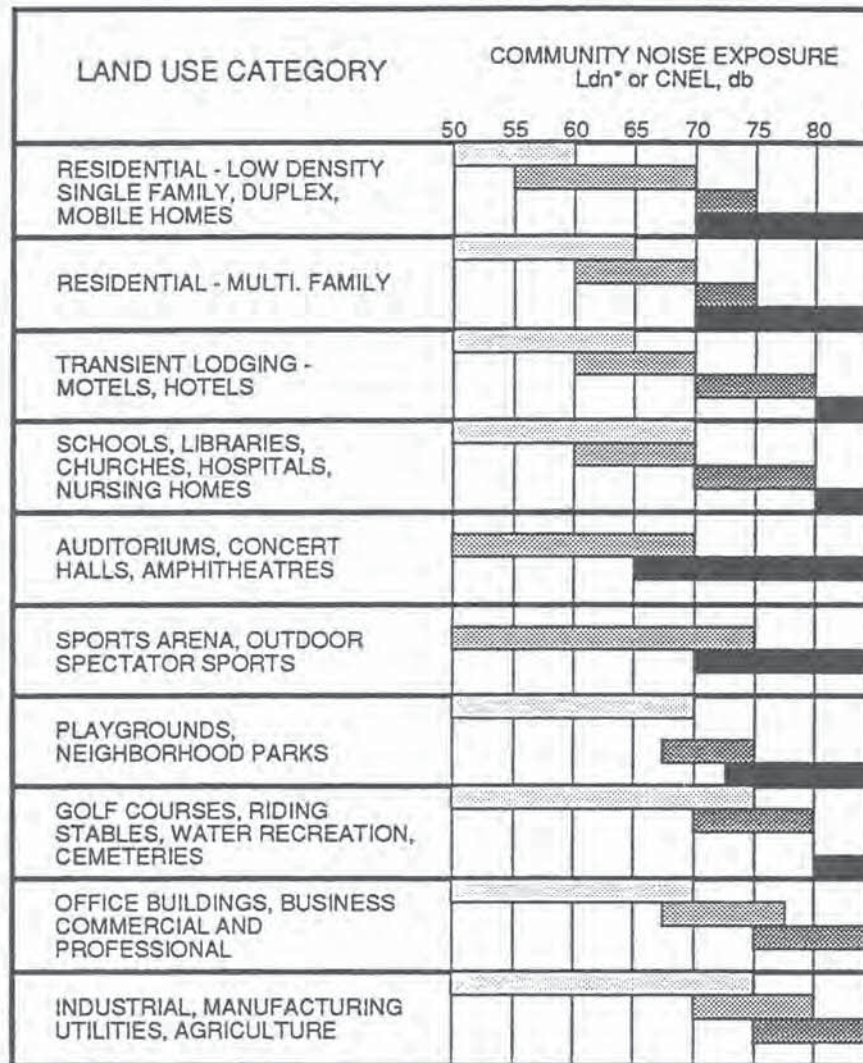 LAND USE CATEGORY
COMMUNITY NOISE EXPOSURE
Ldn* or CNEL, db
50 55 60 65 70 75 80
RESIDENTIAL - LOW DENSITY
SINGLE FAMILY, DUPLEX,
MOBILE HOMES
RESIDENTIAL - MULTI. FAMILY
TRANSIENT LODGING -
MOTELS, HOTELS
SCHOOLS, LIBRARIES,
CHURCHES, HOSPITALS,
NURSING HOMES
AUDITORIUMS, CONCERT
HALLS, AMPHITHEATRES
SPORTS ARENA, OUTDOOR
SPECTATOR SPORTS
PLAYGROUNDS,
NEIGHBORHOOD PARKS
GOLF COURSES, RIDING
STABLES, WATER RECREATION,
CEMETERIES
OFFICE BUILDINGS, BUSINESS
COMMERCIAL AND
PROFESSIONAL
INDUSTRIAL, MANUFACTURING
UTILITIES, AGRICULTURE